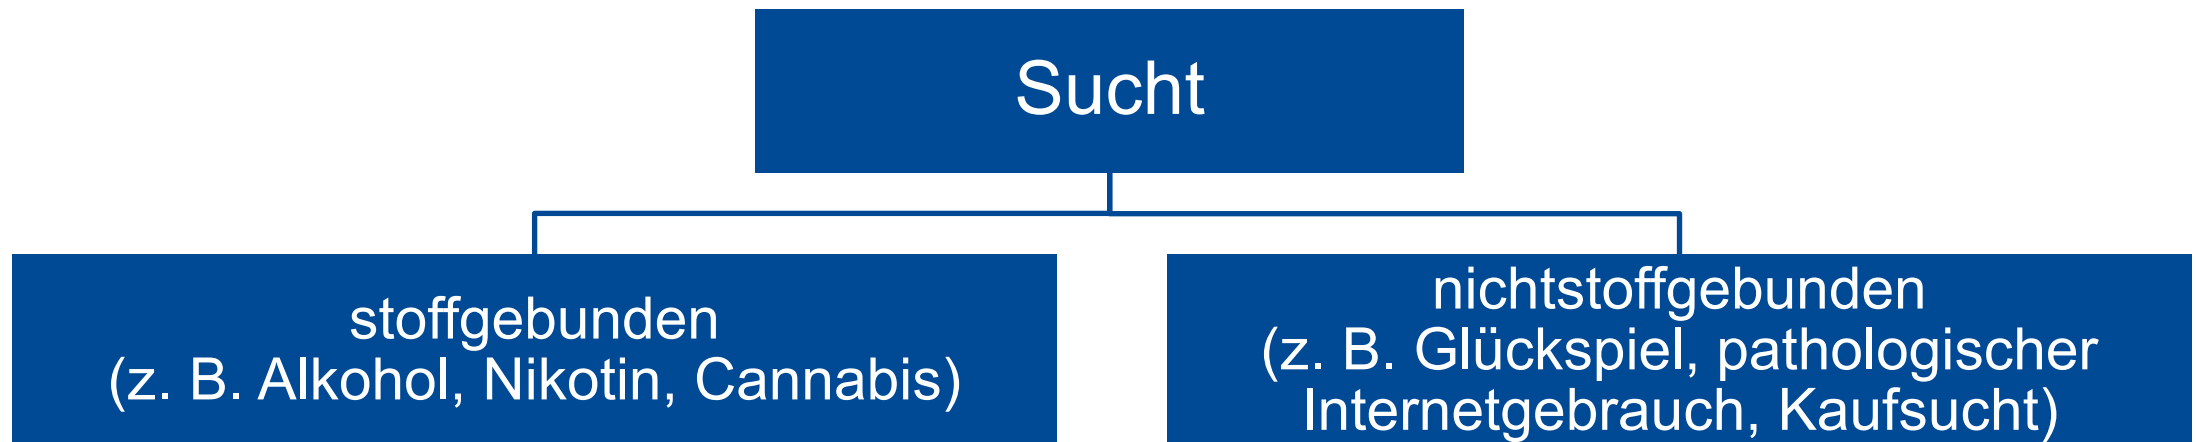 Sucht
stoffgebunden
(z. B. Alkohol, Nikotin, Cannabis)
nichtstoffgebunden
(z. B. Glückspiel, pathologischer
Internetgebrauch, Kaufsucht)